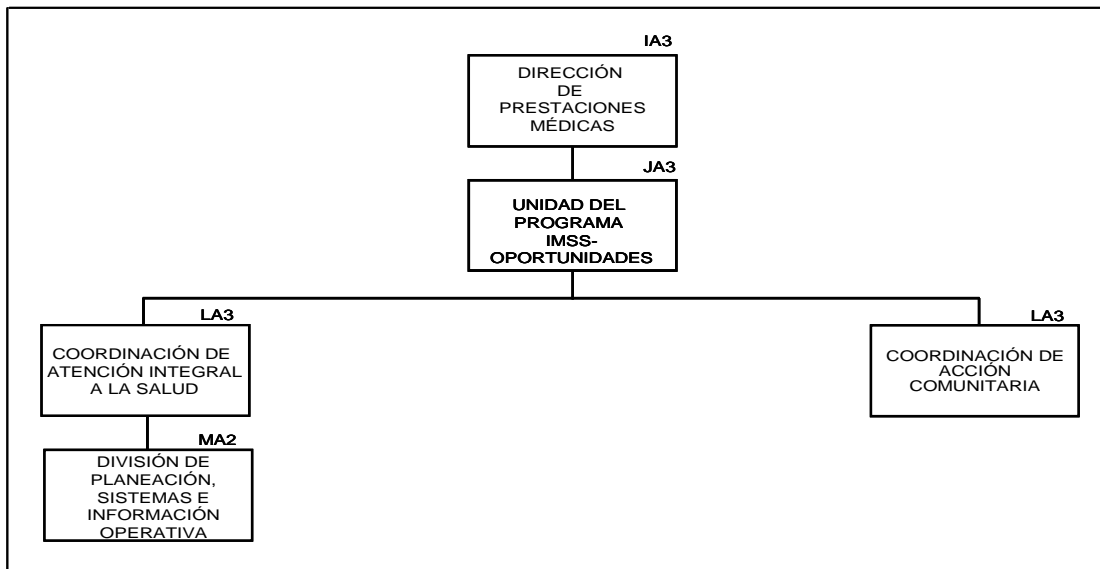 IA3
DIRECCIÓN
DE
PRESTACIONES
MÉDICAS
JA3
UNIDAD DEL
PROGRAMA
IMSS-
OPORTUNIDADES
LA3
COORDINACIÓN DE
ATENCIÓN INTEGRAL
A LA SALUD
LA3
COORDINACIÓN DE
ACCIÓN
COMUNITARIA
MA2
DIVISIÓN DE
PLANEACIÓN,
SISTEMAS E
INFORMACIÓN
OPERATIVA